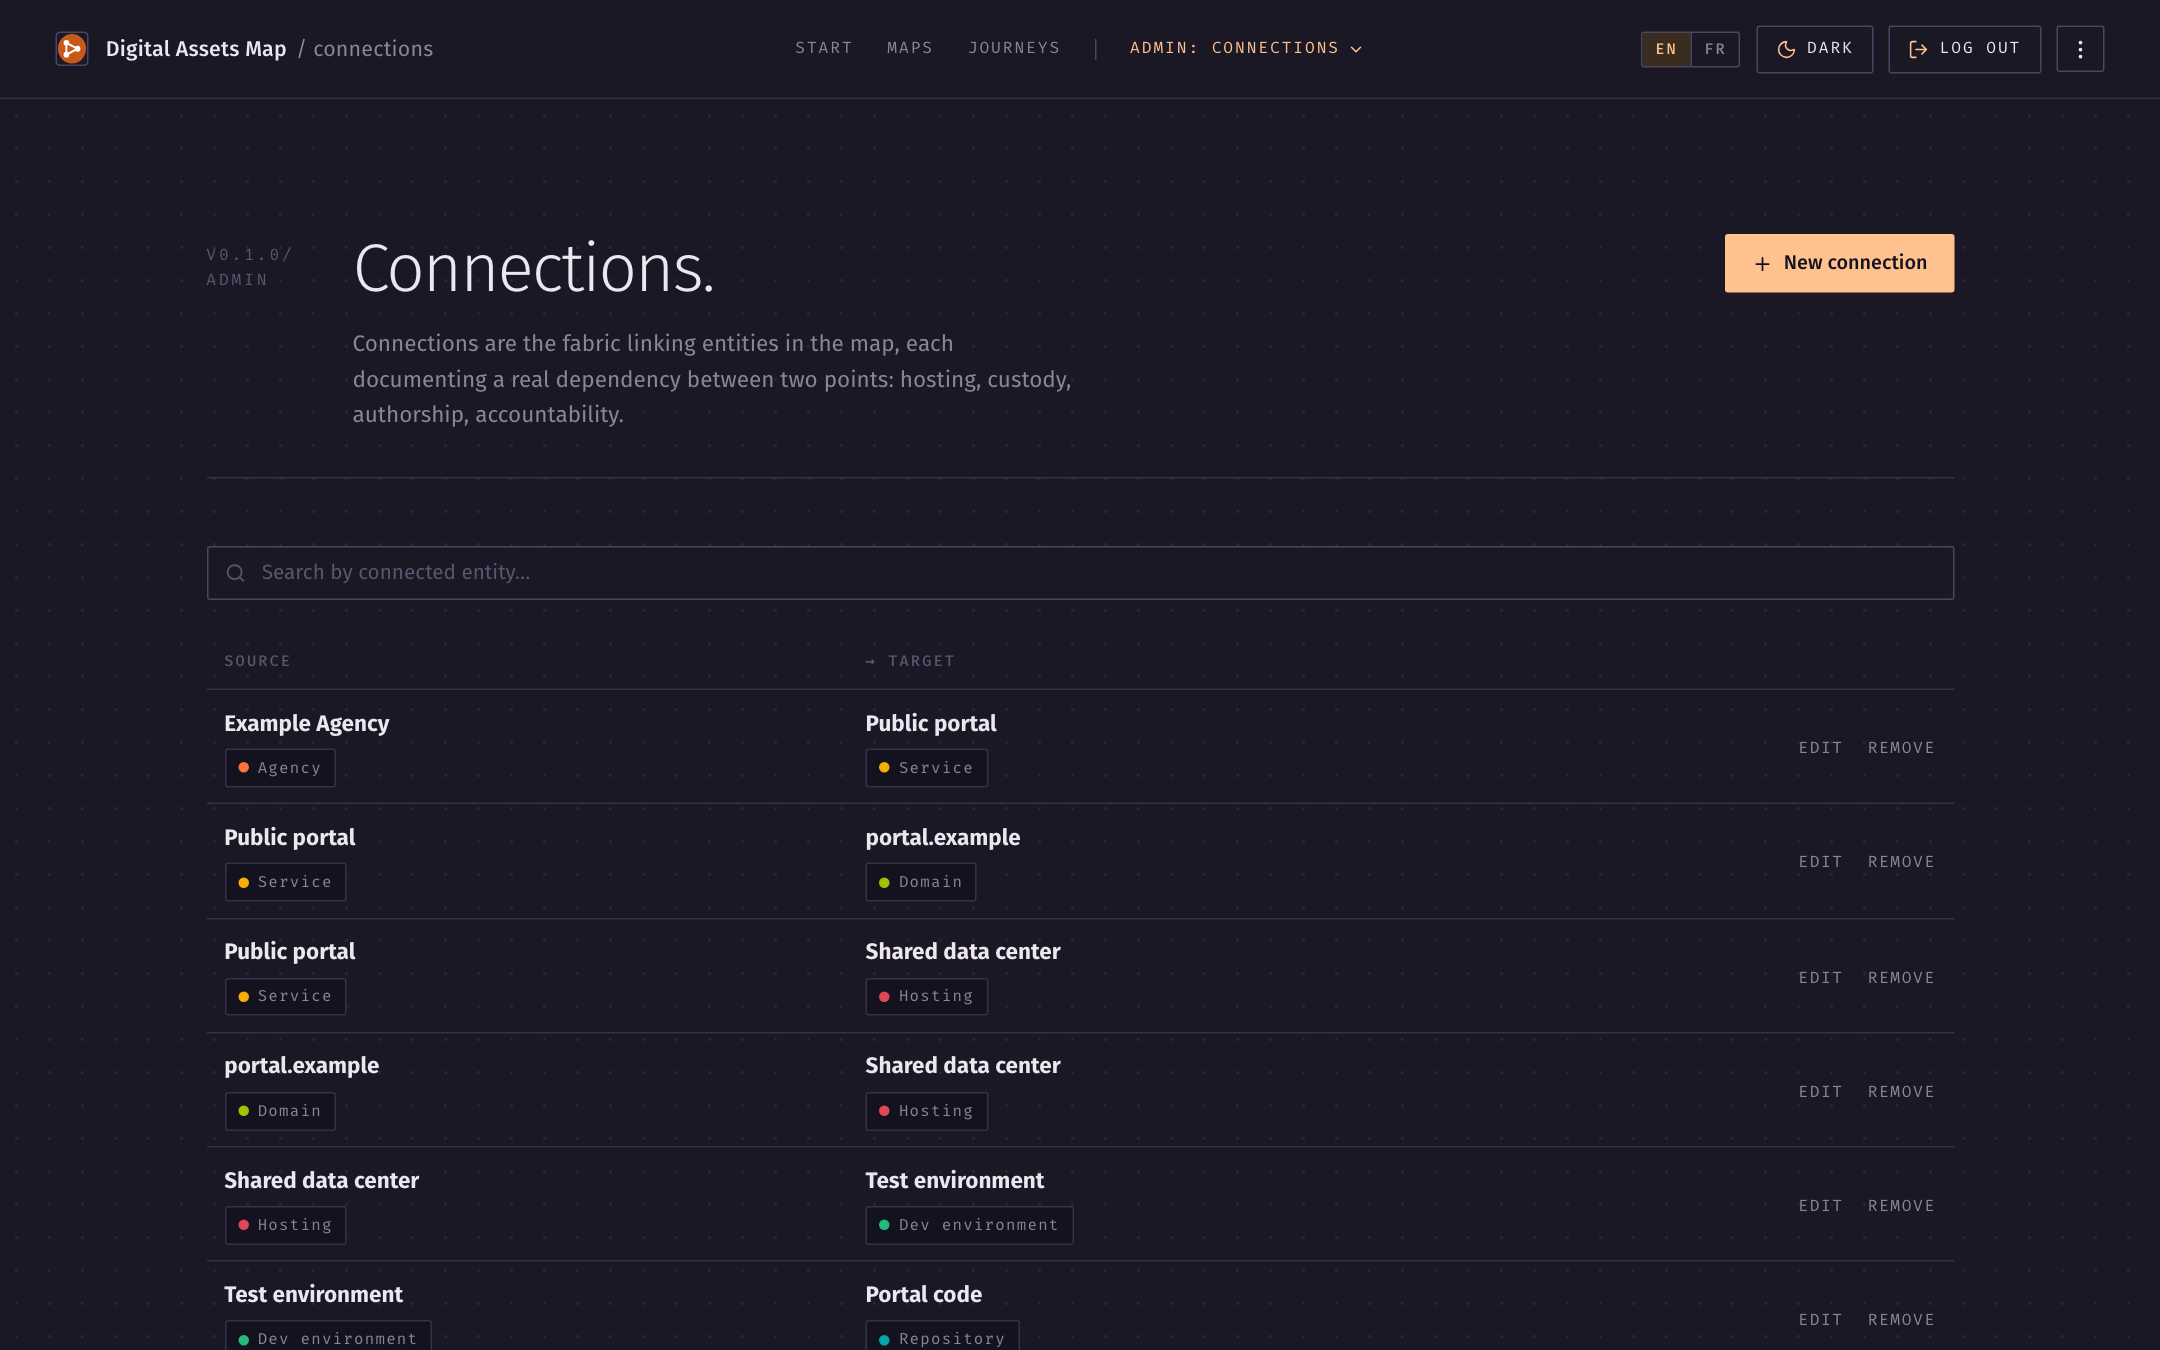 Digital Assets Map / connections
START MAPS JOURNEYS ADMIN: CONNECTIONS
EN FR DARK LOG OUT
V0.1.0/
ADMIN
Connections.
New connection
Connections are the fabric linking entities in the map, each
documenting a real dependency between two points: hosting, custody,
authorship, accountability.
Search by connected entity...
SOURCE → TARGET
Example Agency Public portal
Agency Service
EDIT REMOVE
Public portal portal.example
Service Domain
EDIT REMOVE
Public portal Shared data center
Service Hosting
EDIT REMOVE
portal.example Shared data center
Domain Hosting
EDIT REMOVE
Shared data center Test environment
Hosting Dev environment
EDIT REMOVE
Test environment Portal code
Dev environment Repository
EDIT REMOVE